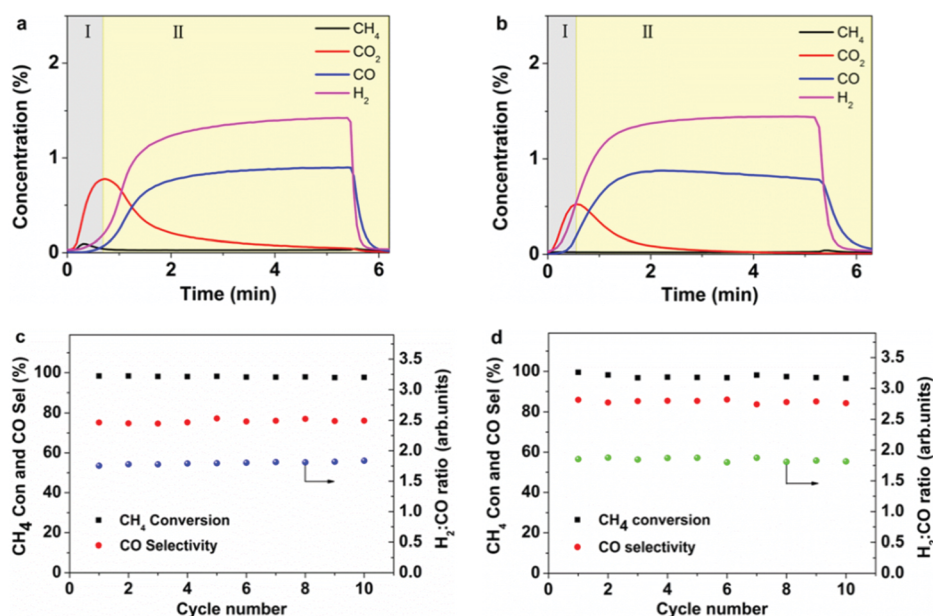 a
I
II
CH4
CO2
CO
H2
Concentration (%)
2
1
0
0
2
4
6
Time (min)
b
I
II
CH4
CO2
CO
H2
Concentration (%)
2
1
0
0
2
4
6
Time (min)
c
CH4 Con and CO Sel (%)
100
80
60
40
20
0
3.5
3.0
2.5
2.0
1.5
1.0
0.5
0.0
H2:CO ratio (arb.units)
CH4 Conversion
CO Selectivity
0
2
4
6
8
10
Cycle number
d
CH4 Con and CO Sel (%)
100
80
60
40
20
0
3.5
3.0
2.5
2.0
1.5
1.0
0.5
0.0
H2:CO ratio (arb.units)
CH4 conversion
CO selectivity
0
2
4
6
8
10
Cycle number